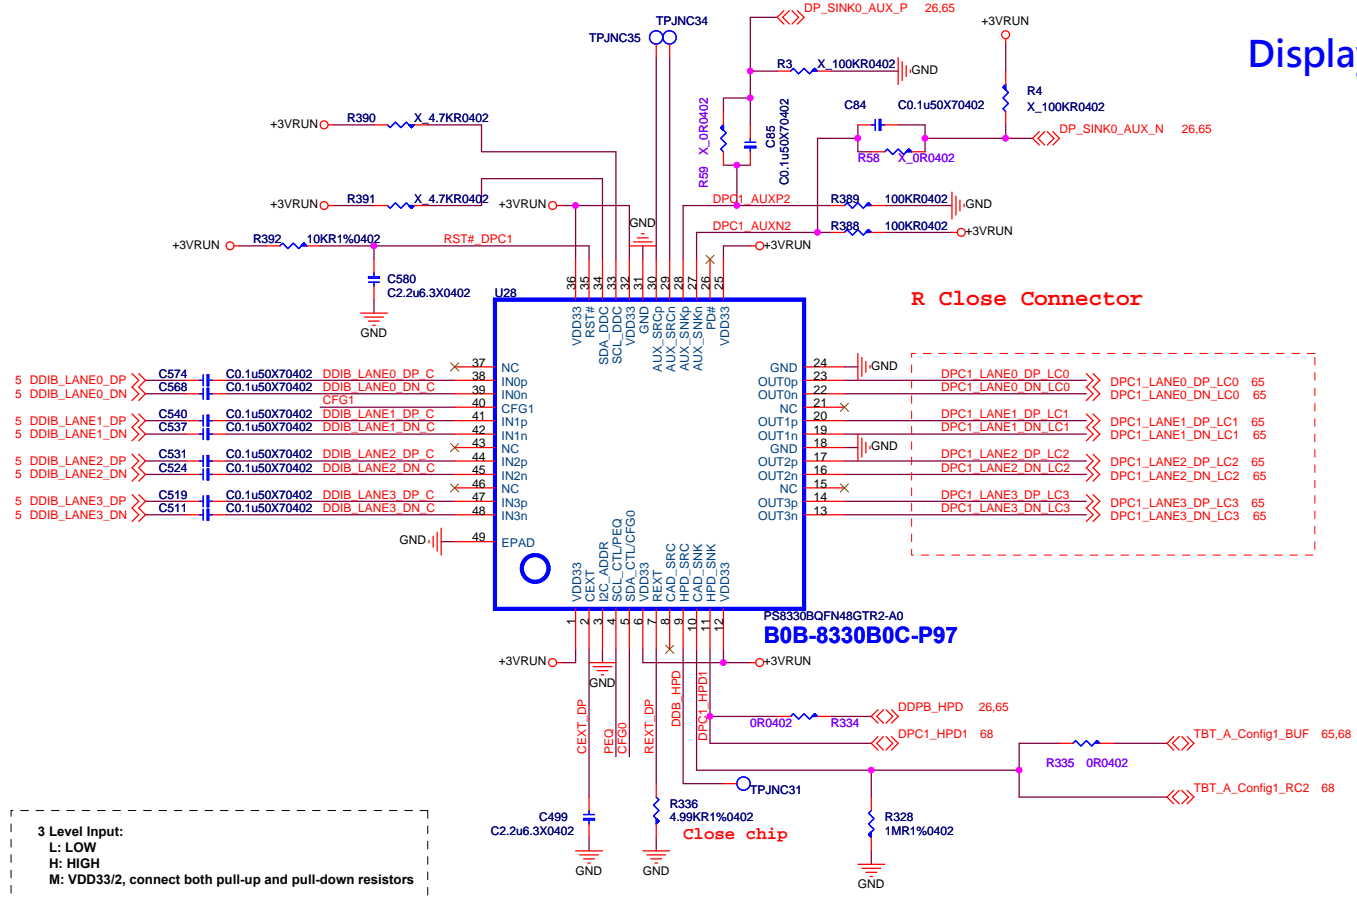 DP_SINK0_AUX_P 26,65
TPJNC34
TPJNC35
+3VRUN
Displa
R3 X_100KR0402
GND
R4
X_100KR0402
C84 C0.1u50X70402
R59 X_0R0402
C85
C0.1u50X70402
DP_SINK0_AUX_N 26,65
R58 X_0R0402
+3VRUN R390 X_4.7KR0402
+3VRUN R391 X_4.7KR0402
+3VRUN
DPC1_AUXP2 R389 100KR0402 GND
GND
DPC1_AUXN2 R388 100KR0402 +3VRUN
+3VRUN R392 10KR1%0402 RST#_DPC1
+3VRUN
C580
C2.2u6.3X0402
GND
U28
36 35 34 33 32 31 30 29 28 27 26 25
VDD33 RST# SDA_DDC SCL_DDC VDD33 GND AUX_SRCp AUX_SRCn AUX_SNKp AUX_SNKn PD# VDD33
R Close Connector
37 NC
GND 24 GND
5 DDIB_LANE0_DP C574 C0.1u50X70402 DDIB_LANE0_DP_C 38 IN0p
OUT0p 23 DPC1_LANE0_DP_LC0 DPC1_LANE0_DP_LC0 65
5 DDIB_LANE0_DN C568 C0.1u50X70402 DDIB_LANE0_DN_C 39 IN0n
OUT0n 22 DPC1_LANE0_DN_LC0 DPC1_LANE0_DN_LC0 65
CFG1 40 CFG1
NC 21
5 DDIB_LANE1_DP C540 C0.1u50X70402 DDIB_LANE1_DP_C 41 IN1p
OUT1p 20 DPC1_LANE1_DP_LC1 DPC1_LANE1_DP_LC1 65
5 DDIB_LANE1_DN C537 C0.1u50X70402 DDIB_LANE1_DN_C 42 IN1n
OUT1n 19 DPC1_LANE1_DN_LC1 DPC1_LANE1_DN_LC1 65
43 NC
GND 18 GND
5 DDIB_LANE2_DP C531 C0.1u50X70402 DDIB_LANE2_DP_C 44 IN2p
OUT2p 17 DPC1_LANE2_DP_LC2 DPC1_LANE2_DP_LC2 65
5 DDIB_LANE2_DN C524 C0.1u50X70402 DDIB_LANE2_DN_C 45 IN2n
OUT2n 16 DPC1_LANE2_DN_LC2 DPC1_LANE2_DN_LC2 65
46 NC
NC 15
5 DDIB_LANE3_DP C519 C0.1u50X70402 DDIB_LANE3_DP_C 47 IN3p
OUT3p 14 DPC1_LANE3_DP_LC3 DPC1_LANE3_DP_LC3 65
5 DDIB_LANE3_DN C511 C0.1u50X70402 DDIB_LANE3_DN_C 48 IN3n
OUT3n 13 DPC1_LANE3_DN_LC3 DPC1_LANE3_DN_LC3 65
GND 49 EPAD
VDD33 CEXT I2C_ADDR SCL_CTL/PEQ SDA_CTL/CFG0 VDD33 REXT CAD_SRC HPD_SRC CAD_SNK HPD_SNK VDD33
1 2 3 4 5 6 7 8 9 10 11 12
PS8330BQFN48GTR2-A0
B0B-8330B0C-P97
+3VRUN
GND
+3VRUN
CEXT_DP
PEQ
CFG0
REXT_DP
DDB_HPD
DPC1_HPD1
0R0402 R334 DDPB_HPD 26,65
DPC1_HPD1 68
TBT_A_Config1_BUF 65,68
R335 0R0402
TPJNC31
TBT_A_Config1_RC2 68
C499
C2.2u6.3X0402
GND
R336
4.99KR1%0402
Close chip
GND
R328
1MR1%0402
GND
3 Level Input:
L: LOW
H: HIGH
M: VDD33/2, connect both pull-up and pull-down resistors